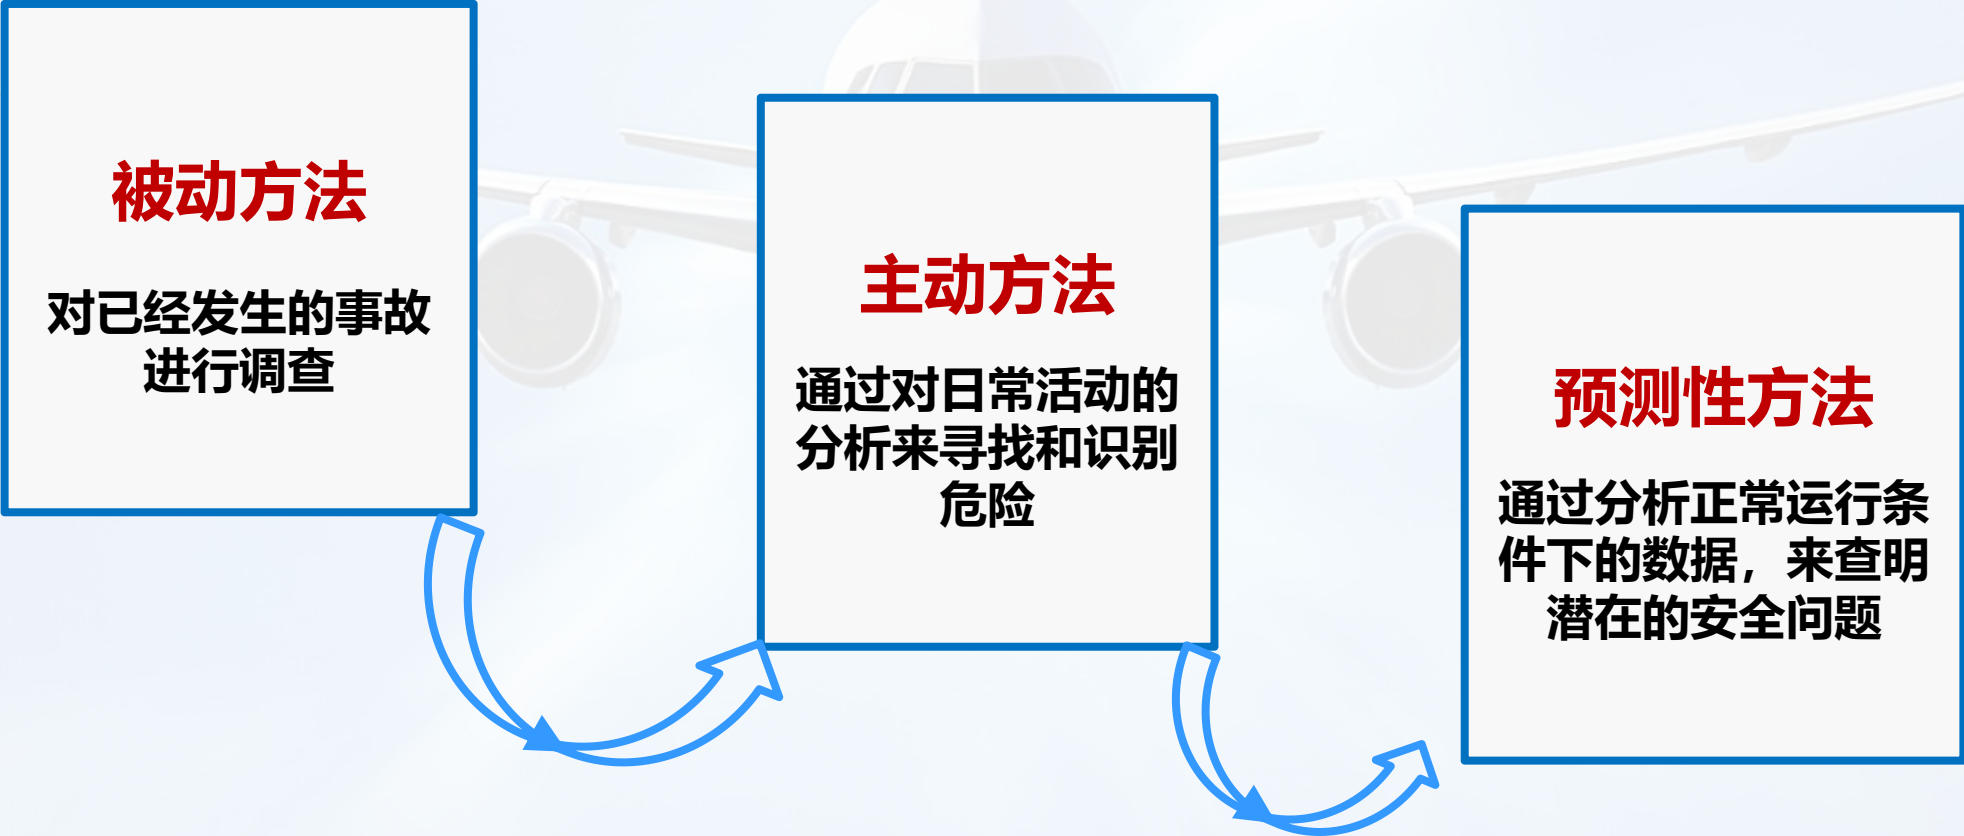 被动方法
对已经发生的事故
进行调查
主动方法
通过对日常活动的
分析来寻找和识别
危险
预测性方法
通过分析正常运行条
件下的数据，来查明
潜在的安全问题